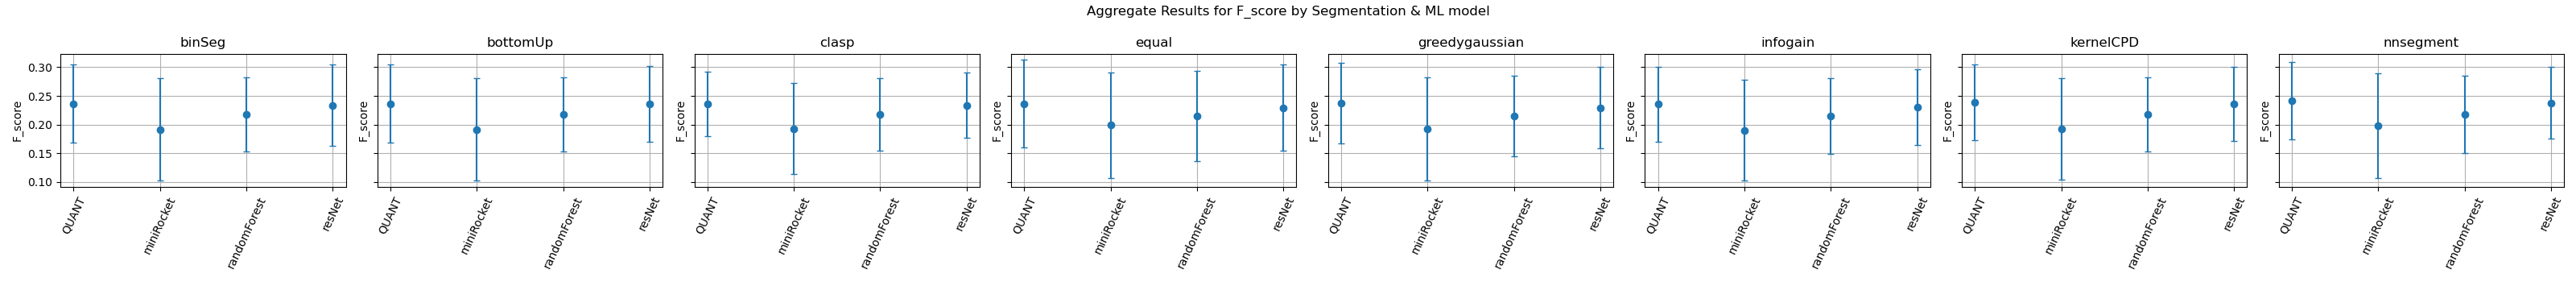 Aggregate Results for F_score by Segmentation & ML model
binSeg
bottomUp
clasp
equal
greedygaussian
infogain
kernelCPD
nnsegment
F_score
0.30
0.25
0.20
0.15
0.10
F_score
F_score
F_score
F_score
F_score
F_score
F_score
QUANT
miniRocket
randomForest
resNet
QUANT
miniRocket
randomForest
resNet
QUANT
miniRocket
randomForest
resNet
QUANT
miniRocket
randomForest
resNet
QUANT
miniRocket
randomForest
resNet
QUANT
miniRocket
randomForest
resNet
QUANT
miniRocket
randomForest
resNet
QUANT
miniRocket
randomForest
resNet